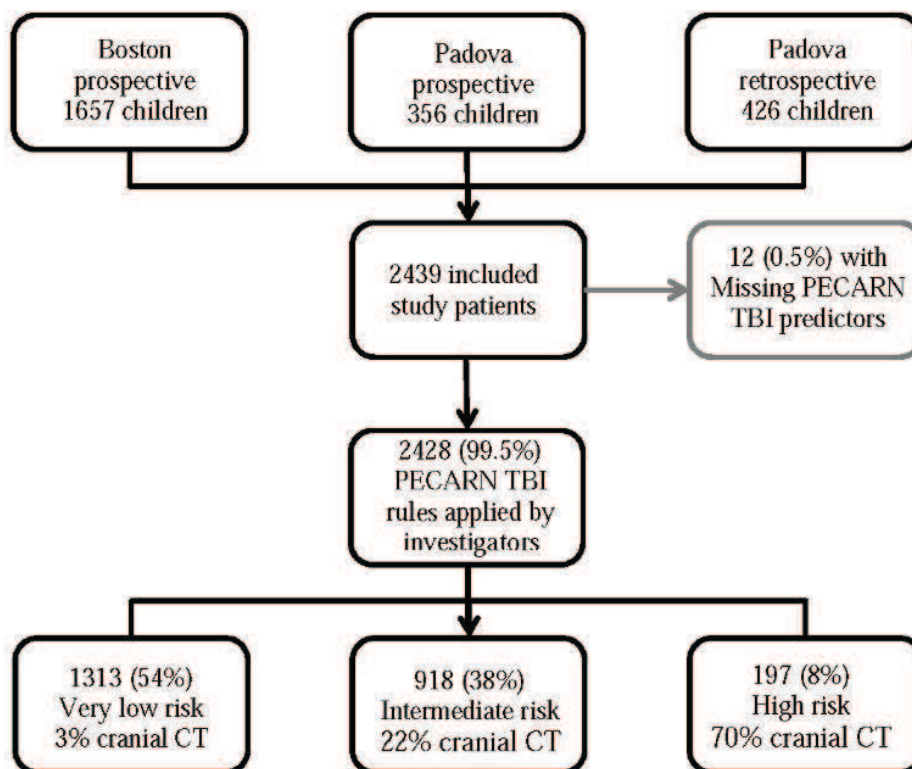 Boston
prospective
1657 children
Padova
prospective
356 children
Padova
retrospective
426 children
2439 included
study patients
12 (0.5%) with
Missing PECARN
TBI predictors
2428 (99.5%)
PECARN TBI
rules applied by
investigators
1313 (54%)
Very low risk
3% cranial CT
918 (38%)
Intermediate risk
22% cranial CT
197 (8%)
High risk
70% cranial CT